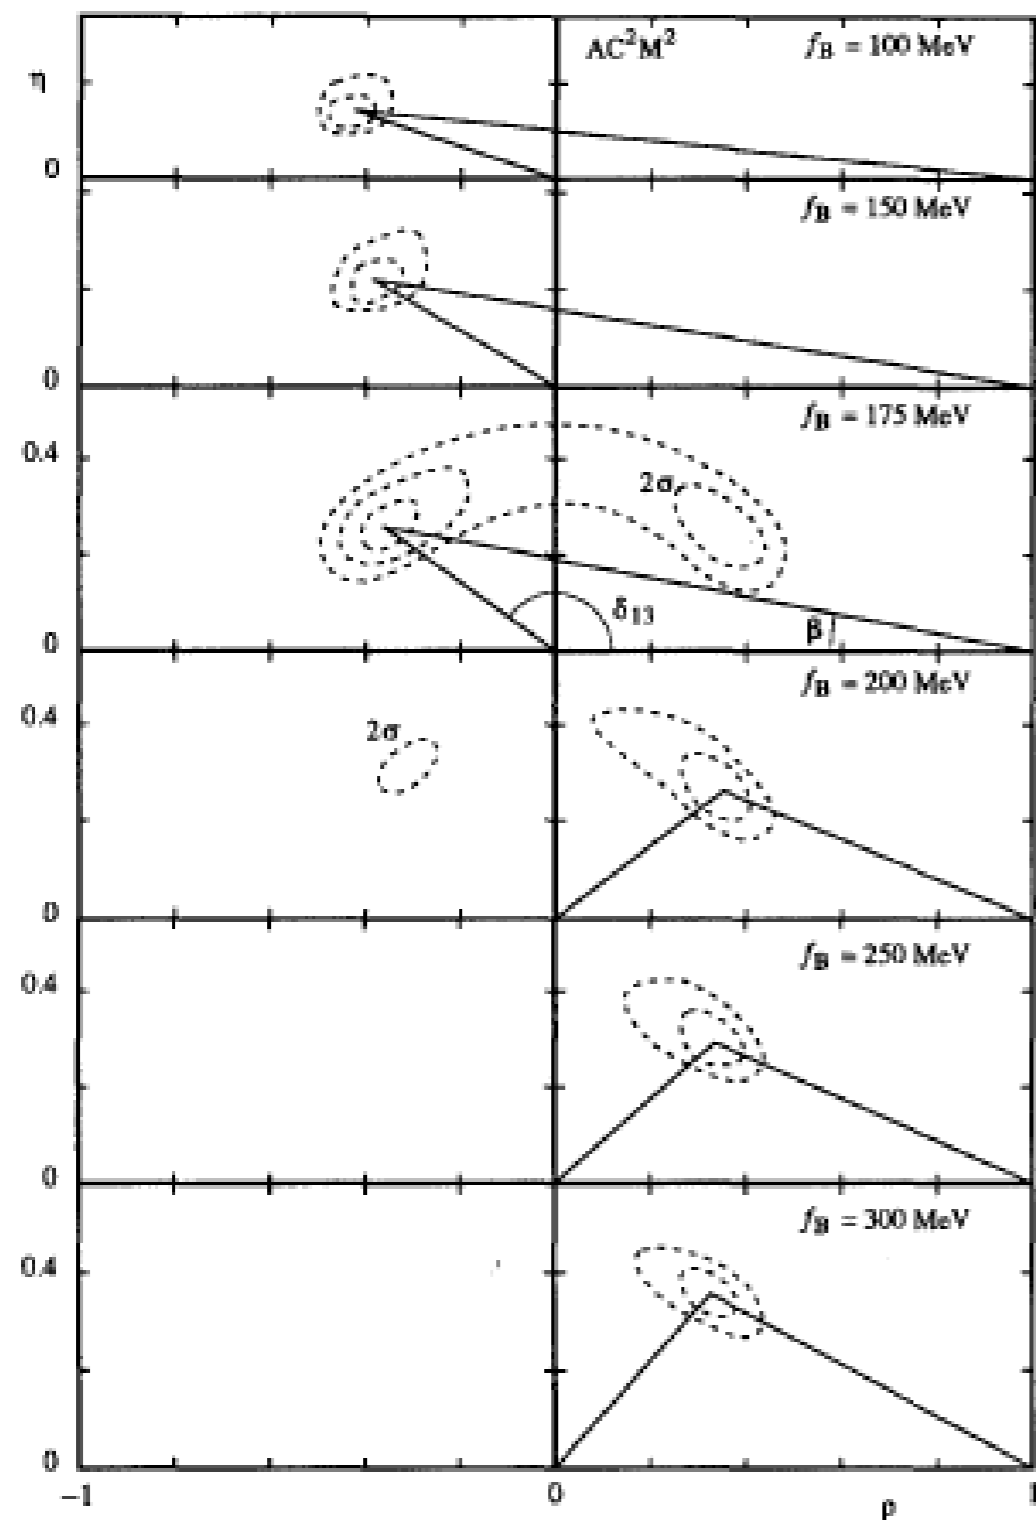 AC²M² f_B = 100 MeV
η
0
f_B = 150 MeV
0
f_B = 175 MeV
0.4
2σ
δ₁₃
β
0
f_B = 200 MeV
0.4
2σ
0
f_B = 250 MeV
0.4
0
f_B = 300 MeV
0.4
0
-1 0 ρ 1